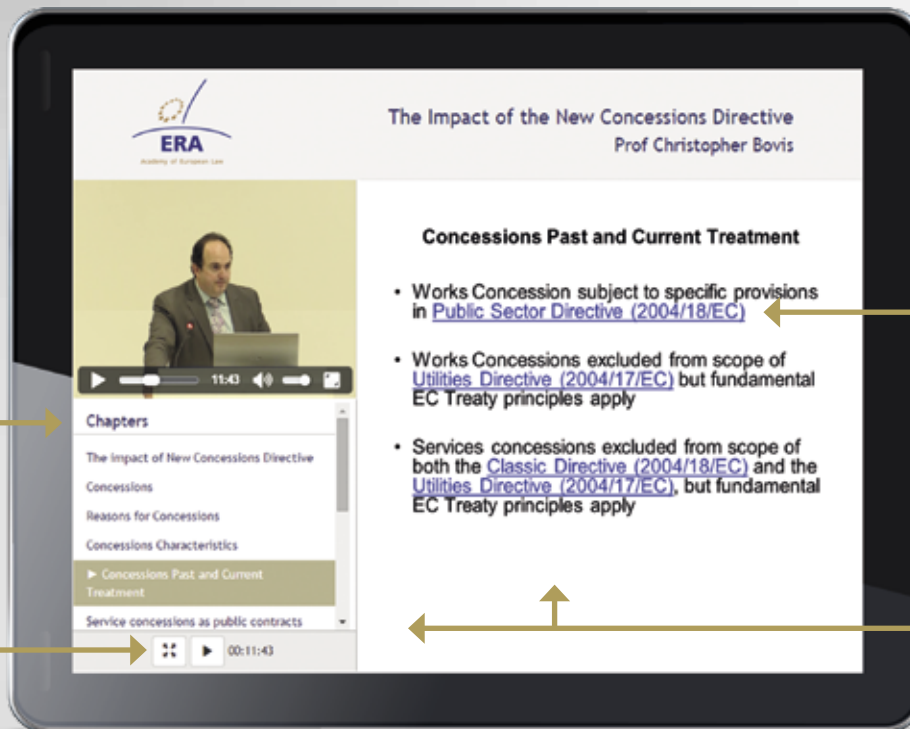 ERA
Academy of European Law
The Impact of the New Concessions Directive
Prof Christopher Bovis
11:43
Chapters
The Impact of New Concessions Directive
Concessions
Reasons for Concessions
Concessions Characteristics
► Concessions Past and Current
Treatment
Service concessions as public contracts
00:11:43
Concessions Past and Current Treatment
• Works Concession subject to specific provisions
in Public Sector Directive (2004/18/EC)
• Works Concessions excluded from scope of
Utilities Directive (2004/17/EC) but fundamental
EC Treaty principles apply
• Services concessions excluded from scope of
both the Classic Directive (2004/18/EC) and the
Utilities Directive (2004/17/EC), but fundamental
EC Treaty principles apply